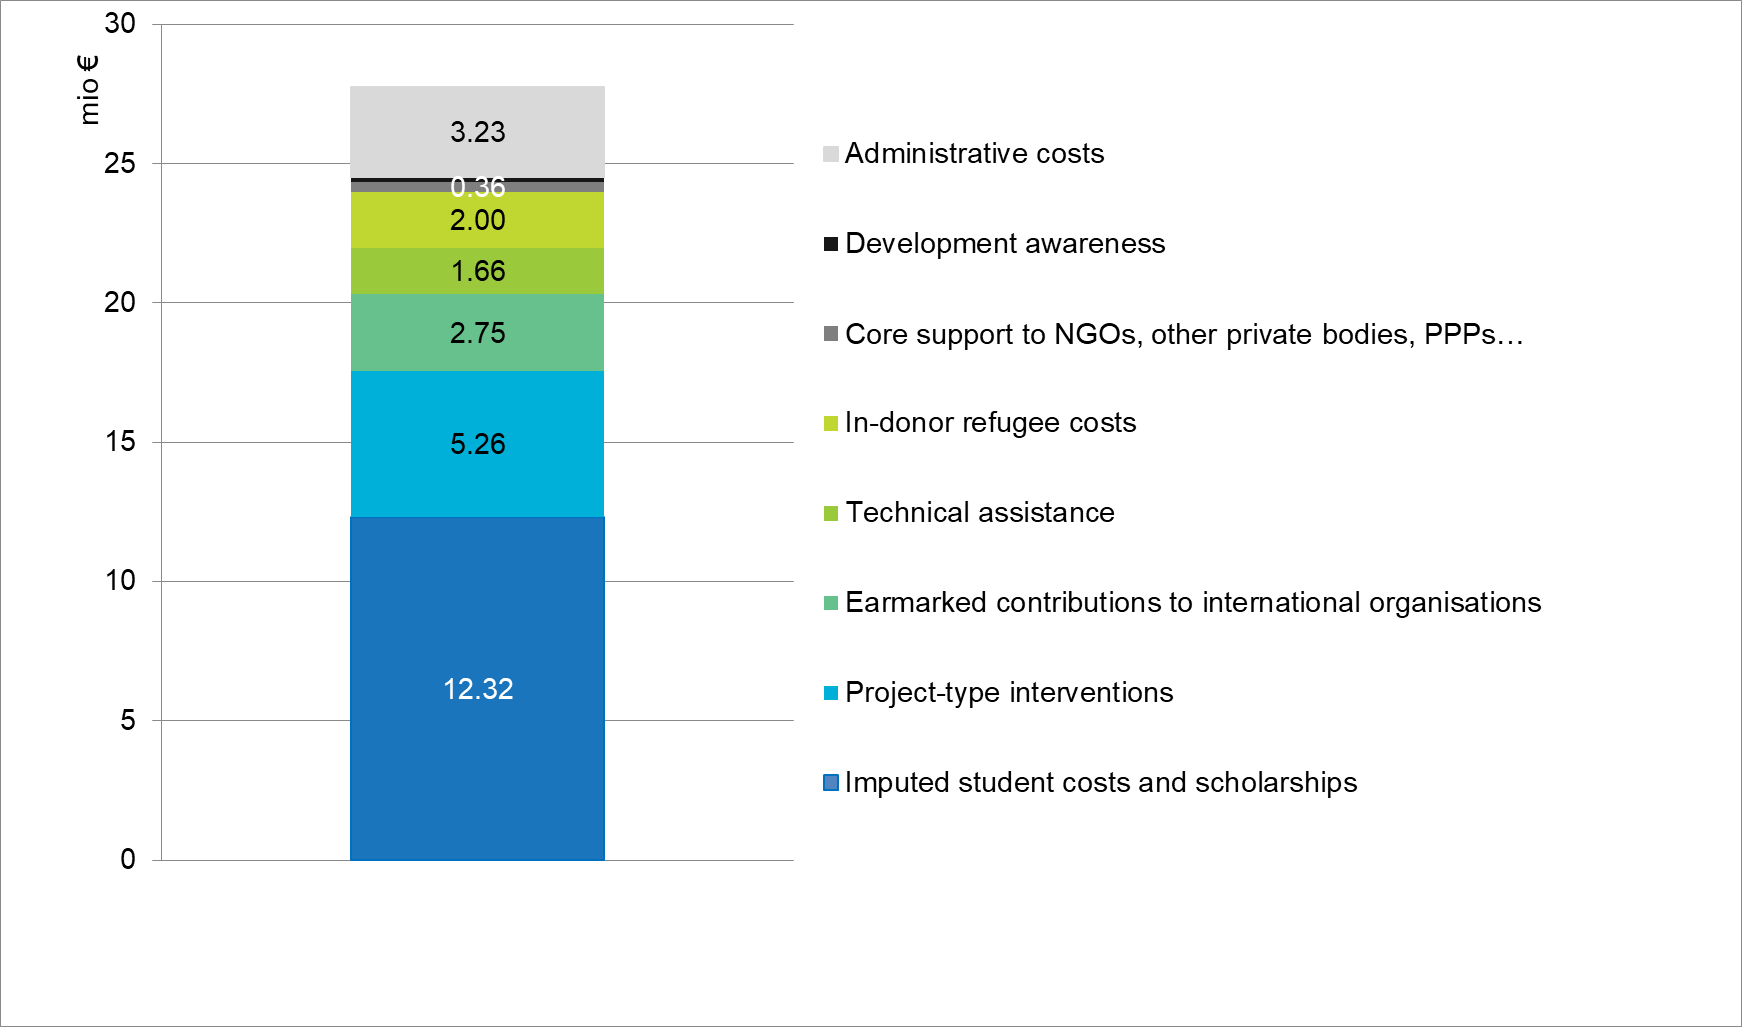 30
mio €
25
20
15
10
5
0
3.23
0.36
2.00
1.66
2.75
5.26
12.32
Administrative costs
Development awareness
Core support to NGOs, other private bodies, PPPs…
In-donor refugee costs
Technical assistance
Earmarked contributions to international organisations
Project-type interventions
Imputed student costs and scholarships